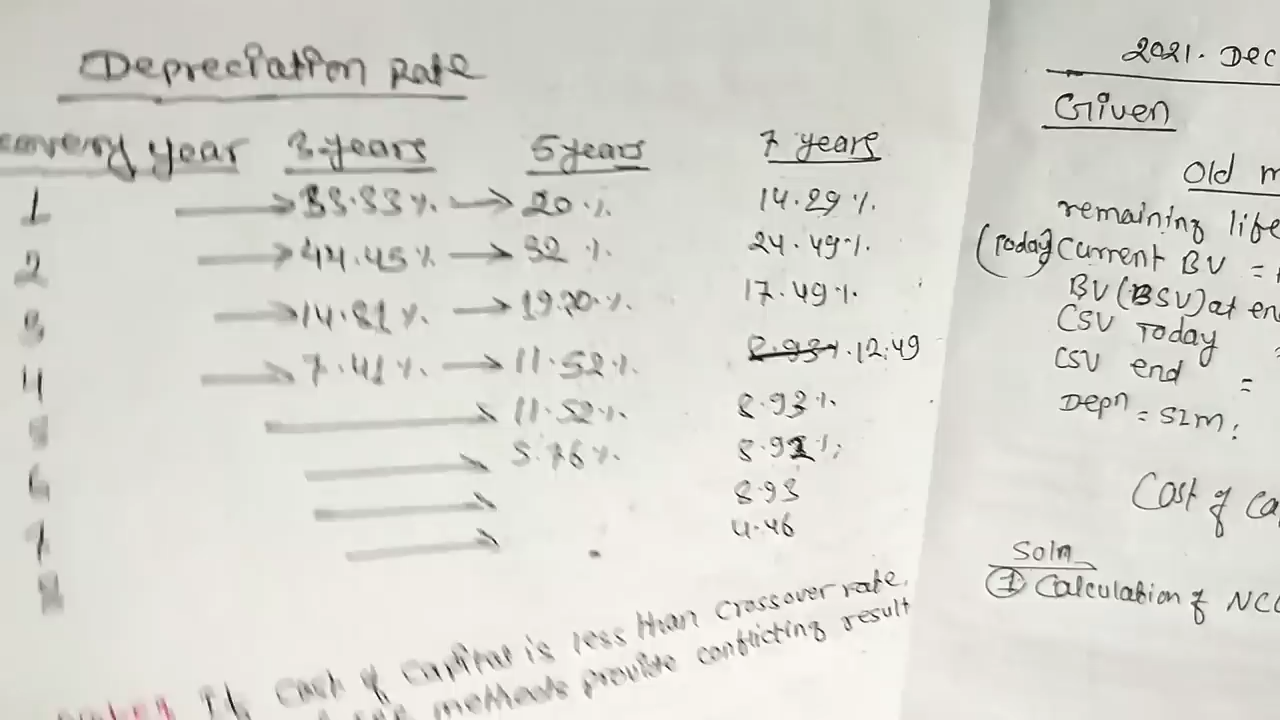 Depreciation Rate
covery year 3 years 5 years 7 years
1 33.33%. 20 %. 14.29 %.
2 44.45 % 32 %. 24.49%.
3 14.81 %. 19.20 %. 17.49 %.
4 7.41 %. 11.52 %. 12.49
5 11.52 %. 8.93 %.
6 5.76 %. 8.92 %.
7 8.93
8 4.46
cost of capital is less than crossover rate,
methods provide conflicting result
2021. Dec
Given
Old m
remaining life
(Today) Current BV =
BV (BSV) at en
CSV Today
CSV end =
Depn = SLM.
Cost of Ca
Soln
① Calculation of NCO